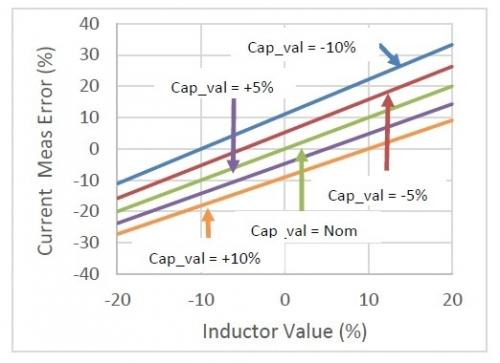 40
30
20
10
0
-10
-20
-30
-40
Current Meas Error (%)
Cap_val = -10%
Cap_val = +5%
Cap_val = -5%
Cap_val = Nom
Cap_val = +10%
-20 -10 0 10 20
Inductor Value (%)